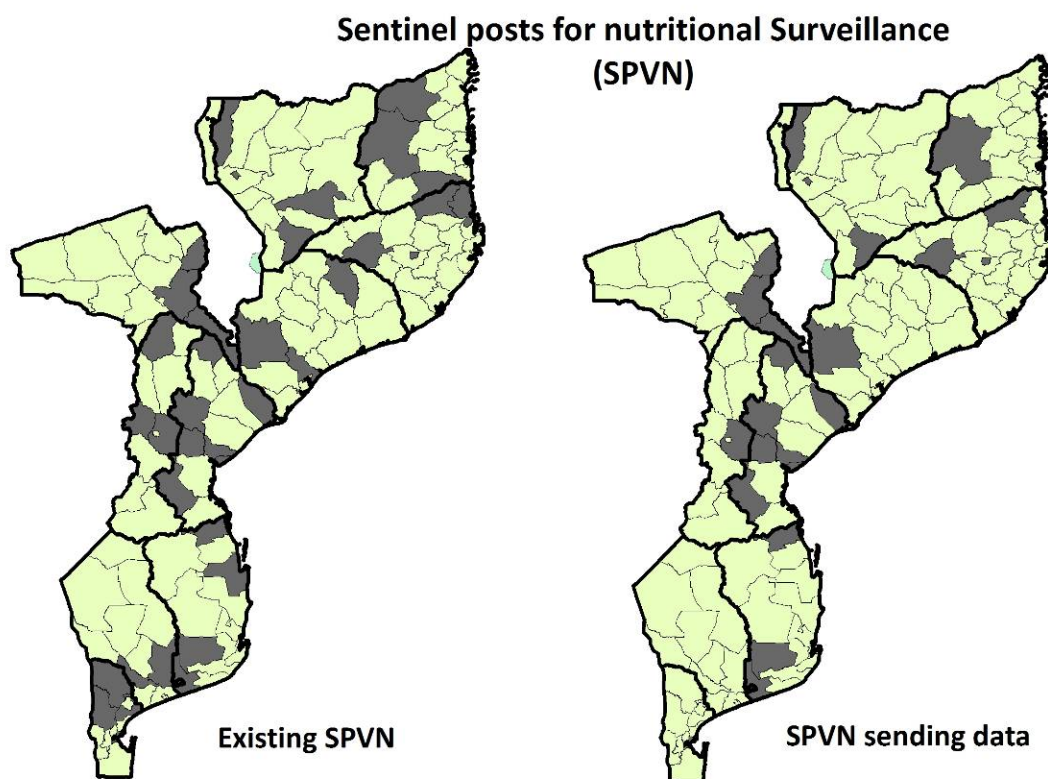 Sentinel posts for nutritional Surveillance
(SPVN)
Existing SPVN
SPVN sending data